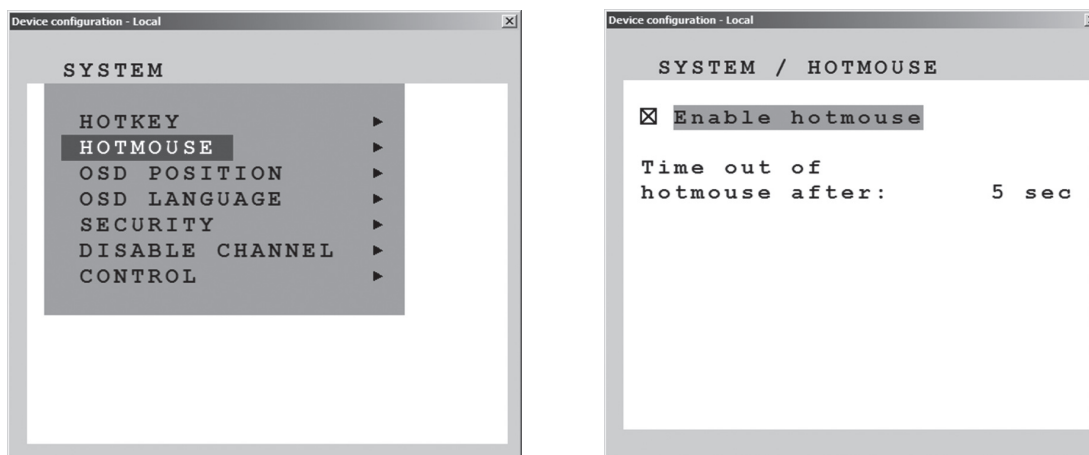 Device configuration - Local
SYSTEM
HOTKEY
HOTMOUSE
OSD POSITION
OSD LANGUAGE
SECURITY
DISABLE CHANNEL
CONTROL
Device configuration - Local
SYSTEM / HOTMOUSE
Enable hotmouse
Time out of
hotmouse after: 5 sec